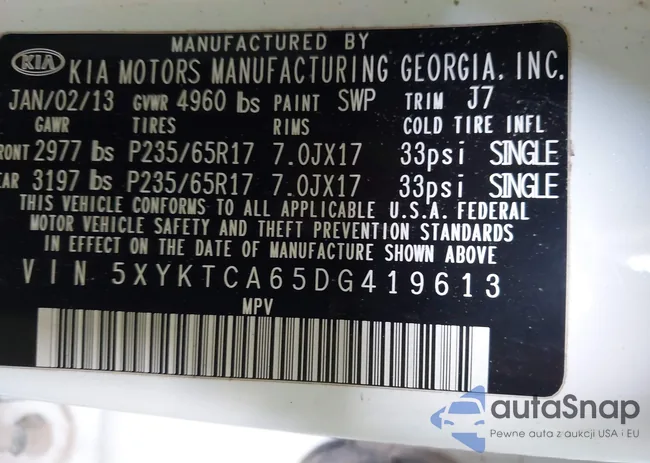 MANUFACTURED BY
KIA KIA MOTORS MANUFACTURING GEORGIA, INC.
JAN/02/13 GVWR 4960 lbs PAINT SWP TRIM J7
GAWR TIRES RIMS COLD TIRE INFL
RONT 2977 lbs P235/65R17 7.0JX17 33psi SINGLE
EAR 3197 lbs P235/65R17 7.0JX17 33psi SINGLE
THIS VEHICLE CONFORMS TO ALL APPLICABLE U.S.A. FEDERAL
MOTOR VEHICLE SAFETY AND THEFT PREVENTION STANDARDS
IN EFFECT ON THE DATE OF MANUFACTURE SHOWN ABOVE
VIN 5XYKTCA65DG419613
MPV
autaSnap
Pewne auta z aukcji USA i EU